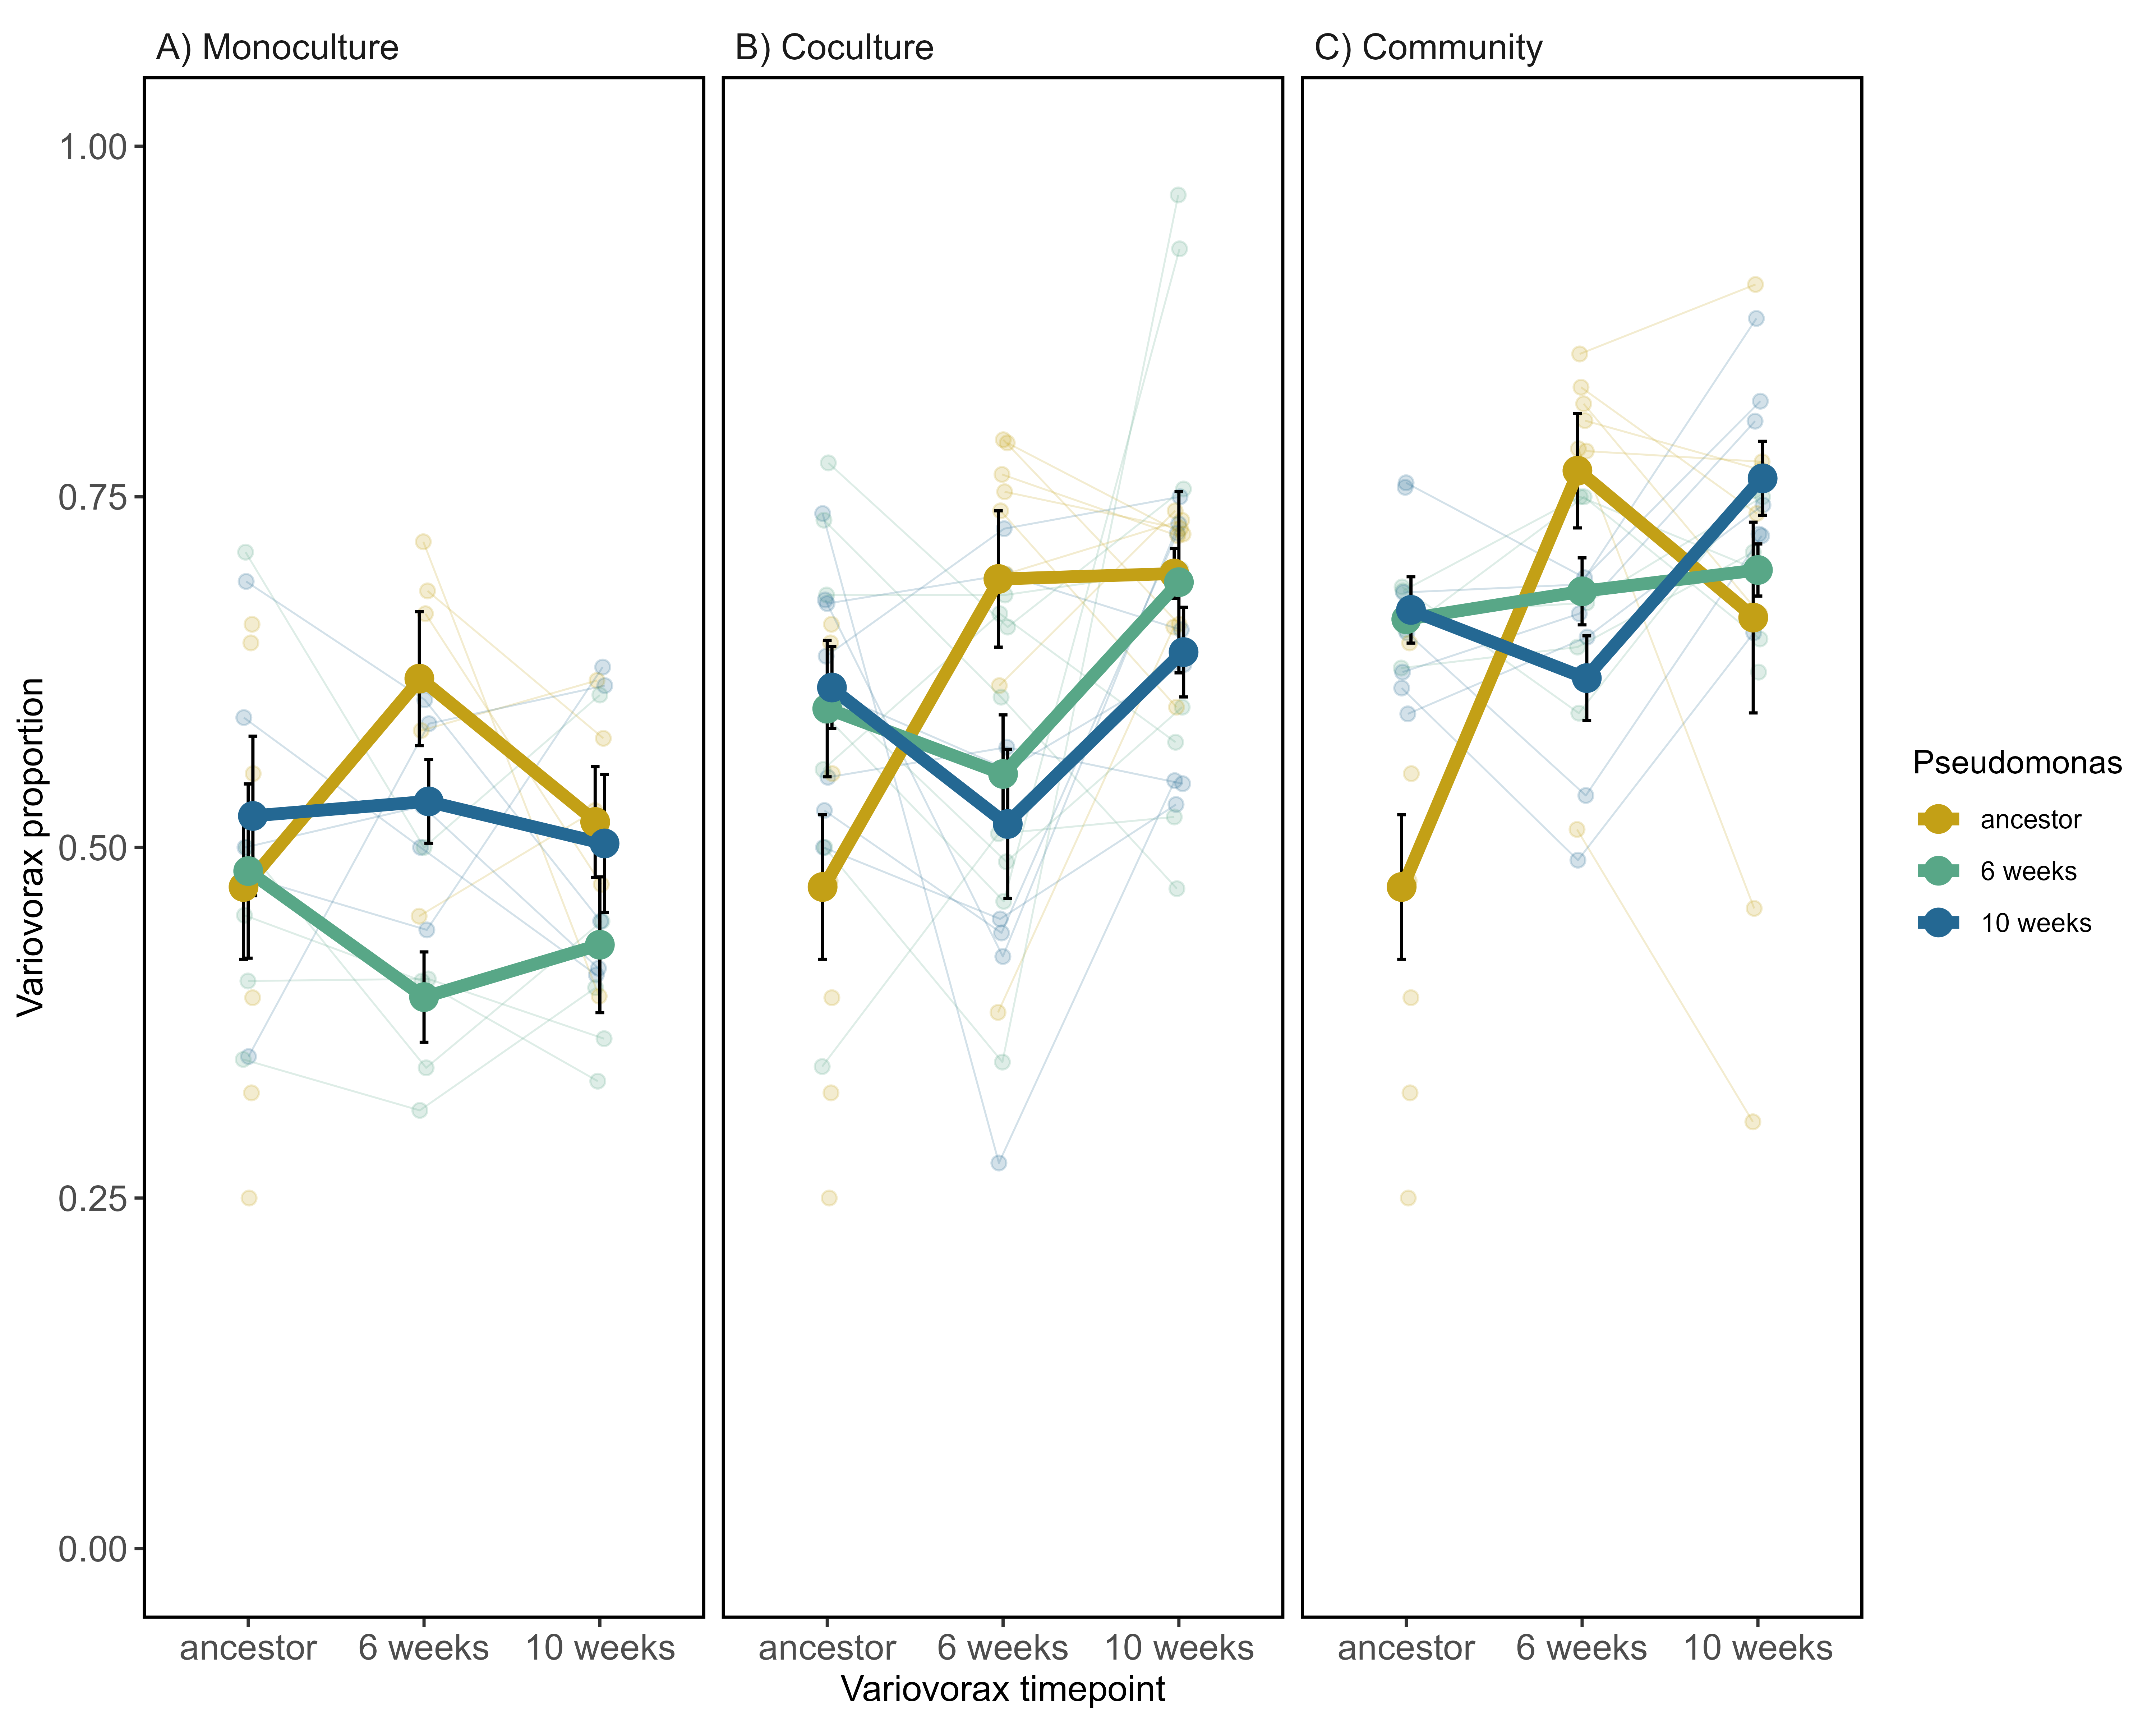 A) Monoculture
B) Coculture
C) Community
Variovorax proportion
1.00
0.75
0.50
0.25
0.00
ancestor 6 weeks 10 weeks
ancestor 6 weeks 10 weeks
ancestor 6 weeks 10 weeks
Variovorax timepoint
Pseudomonas
ancestor
6 weeks
10 weeks